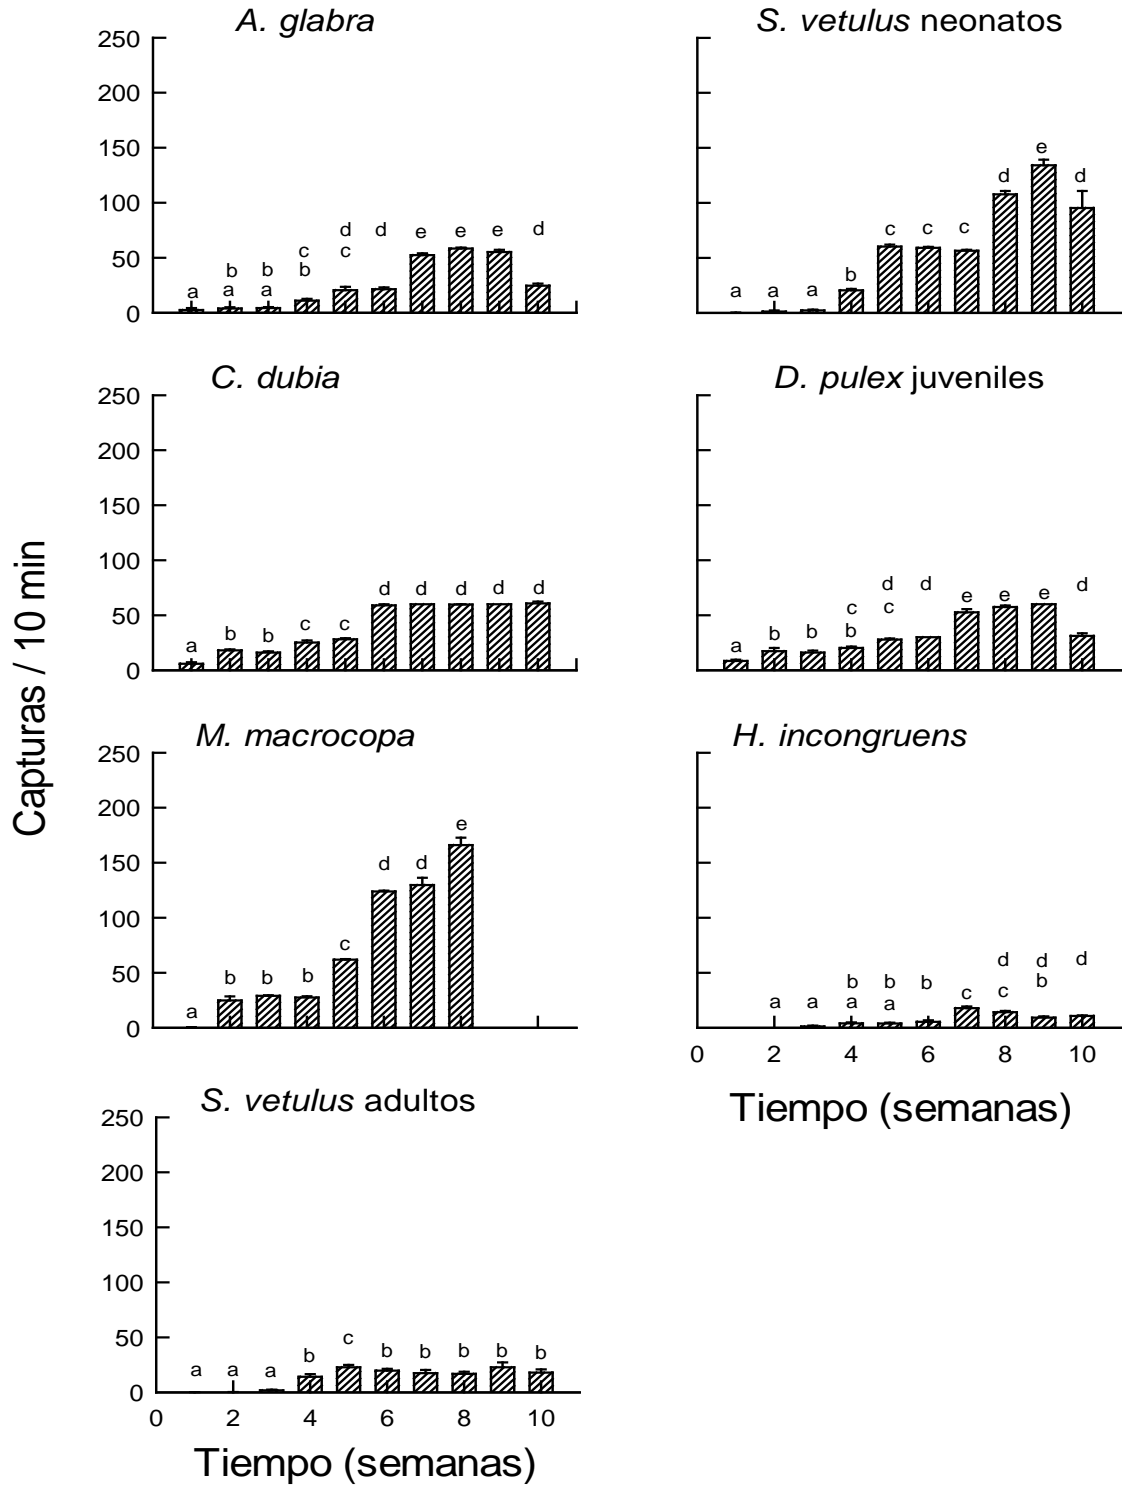 A. glabra
250
200
150
100
50
0
a
b
a
b
a
c
b
d
c
d
e
e
e
d
S. vetulus neonatos
a
a
a
b
c
c
c
d
e
d
C. dubia
250
200
150
100
50
0
a
b
b
c
c
d
d
d
d
d
D. pulex juveniles
a
b
b
c
b
d
c
d
e
e
e
d
Capturas / 10 min
M. macrocopa
250
200
150
100
50
0
a
b
b
b
c
d
d
e
H. incongruens
a
a
b
a
b
a
b
c
d
c
d
b
d
0 2 4 6 8 10
Tiempo (semanas)
S. vetulus adultos
250
200
150
100
50
0
a
a
a
b
c
b
b
b
b
b
0 2 4 6 8 10
Tiempo (semanas)